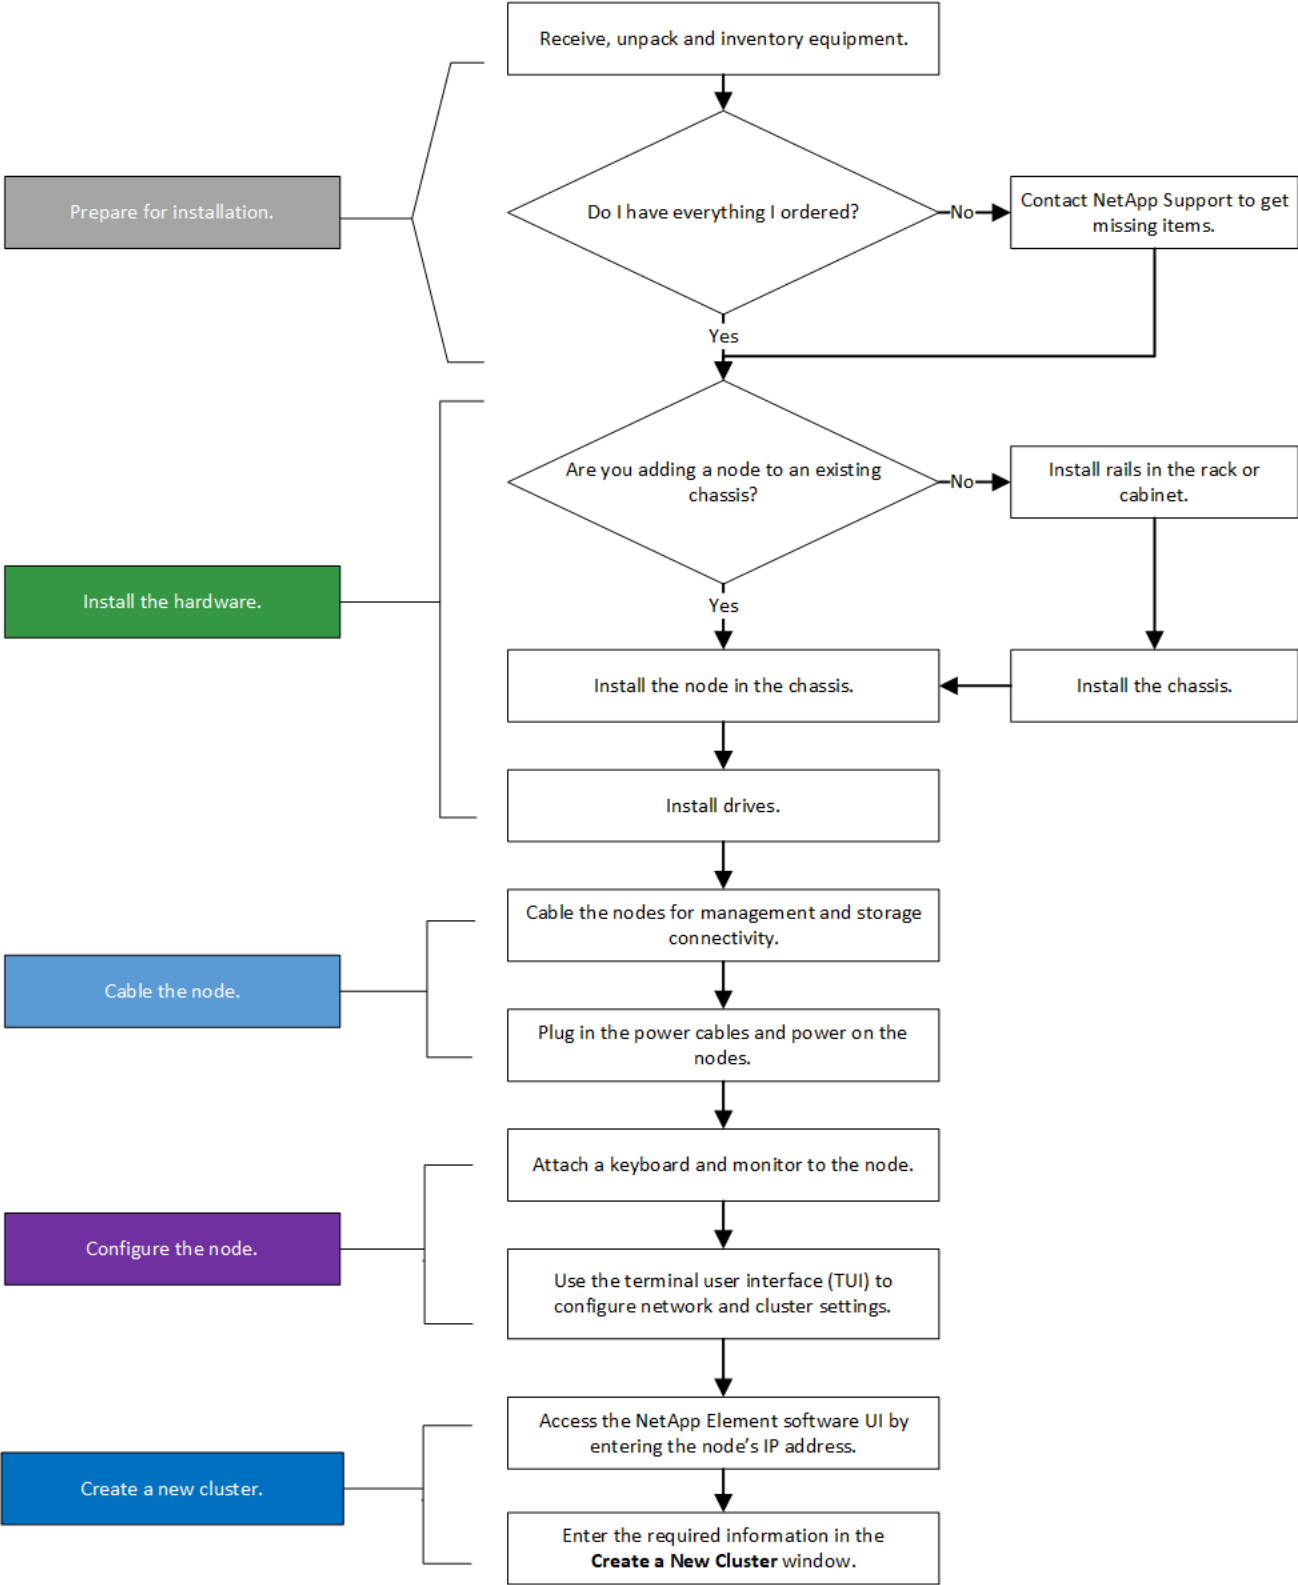 Receive, unpack and inventory equipment.
Prepare for installation.
Do I have everything I ordered?
No
Contact NetApp Support to get
missing items.
Yes
Are you adding a node to an existing
chassis?
No
Install rails in the rack or
cabinet.
Install the hardware.
Yes
Install the node in the chassis.
Install the chassis.
Install drives.
Cable the nodes for management and storage
connectivity.
Cable the node.
Plug in the power cables and power on the
nodes.
Attach a keyboard and monitor to the node.
Configure the node.
Use the terminal user interface (TUI) to
configure network and cluster settings.
Access the NetApp Element software UI by
entering the node’s IP address.
Create a new cluster.
Enter the required information in the
Create a New Cluster window.